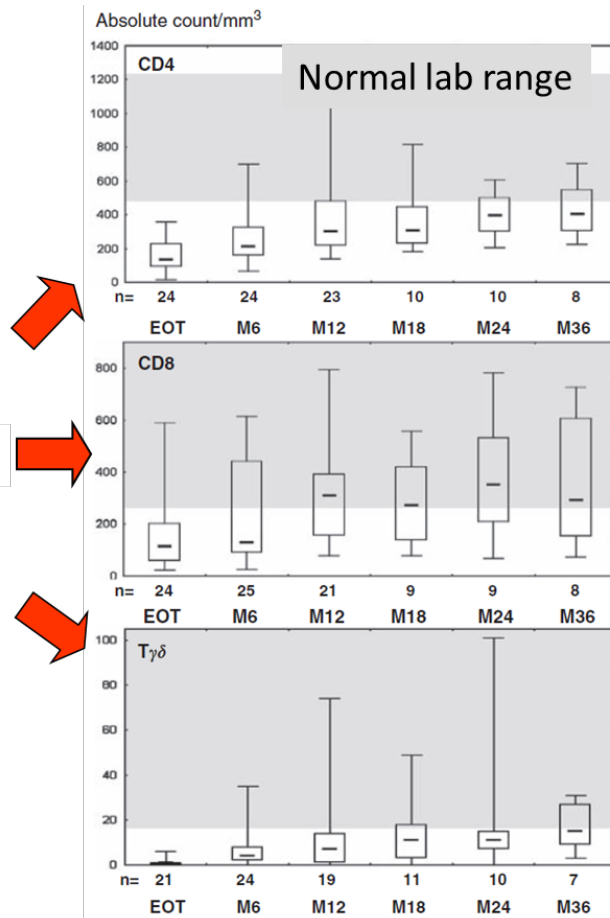 Absolute count/mm³
1400
CD4
Normal lab range
1200
1000
800
600
400
200
0
n= 24 24 23 10 10 8
EOT M6 M12 M18 M24 M36
CD8
800
600
400
200
0
n= 24 25 21 9 9 8
EOT M6 M12 M18 M24 M36
100
Tγδ
80
60
40
20
0
n= 21 24 19 11 10 7
EOT M6 M12 M18 M24 M36